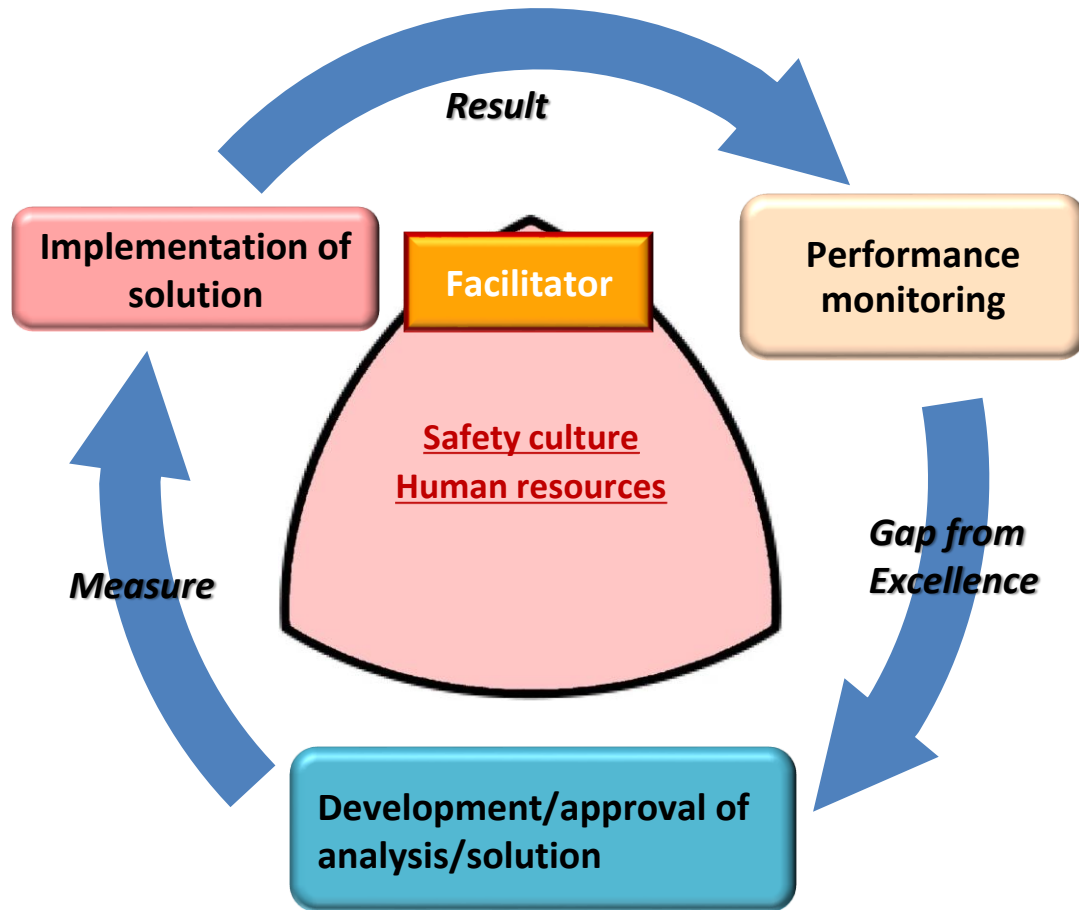 Result
Implementation of
solution
Facilitator
Performance
monitoring
Safety culture
Human resources
Gap from
Excellence
Measure
Development/approval of
analysis/solution